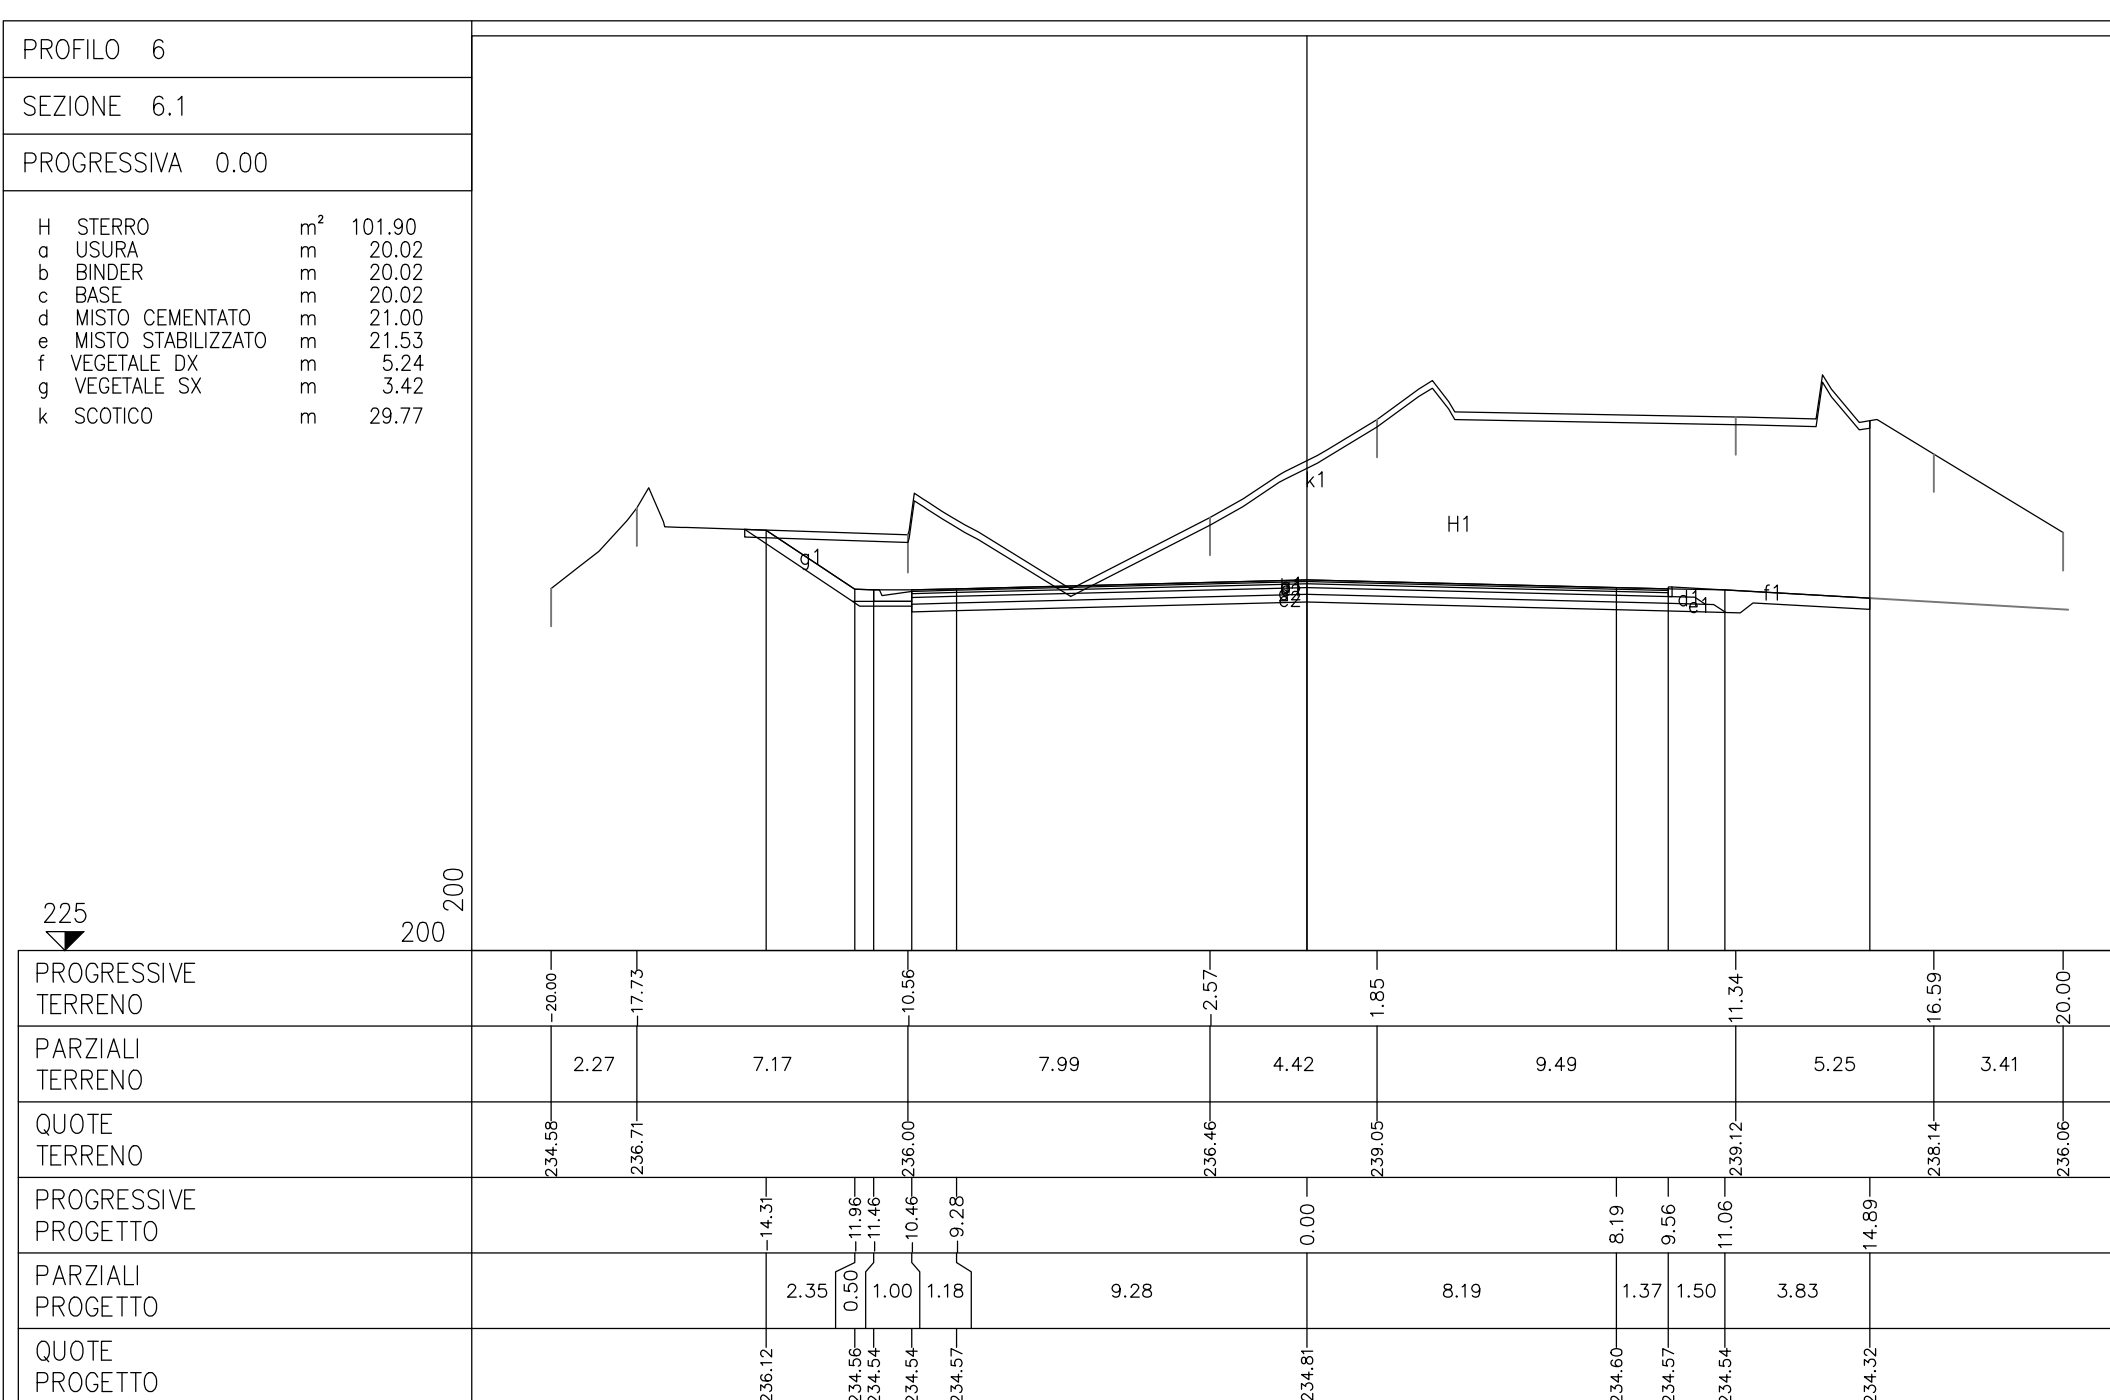 PROFILO 6
SEZIONE 6.1
PROGRESSIVA 0.00
H STERRO m² 101.90
a USURA m 20.02
b BINDER m 20.02
c BASE m 20.02
d MISTO CEMENTATO m 21.00
e MISTO STABILIZZATO m 21.53
f VEGETALE DX m 5.24
g VEGETALE SX m 3.42
k SCOTICO m 29.77
k1
H1
g1
f1
d1
e1
e2
225
200
200
PROGRESSIVE
TERRENO
-20.00 -17.73 -10.56 -2.57 1.85 11.34 16.59 20.00
PARZIALI
TERRENO
2.27 7.17 7.99 4.42 9.49 5.25 3.41
QUOTE
TERRENO
234.58 236.71 236.00 236.46 239.05 239.12 238.14 236.06
PROGRESSIVE
PROGETTO
-14.31 -11.96 -11.46 -10.46 -9.28 0.00 8.19 9.56 11.06 14.89
PARZIALI
PROGETTO
2.35 0.50 1.00 1.18 9.28 8.19 1.37 1.50 3.83
QUOTE
PROGETTO
236.12 234.56 234.54 234.54 234.57 234.81 234.60 234.57 234.54 234.32